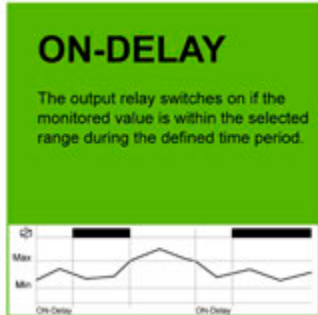 ON-DELAY
The output relay switches on if the
monitored value is within the selected
range during the defined time period.
Max
Min
ON-Delay ON-Delay